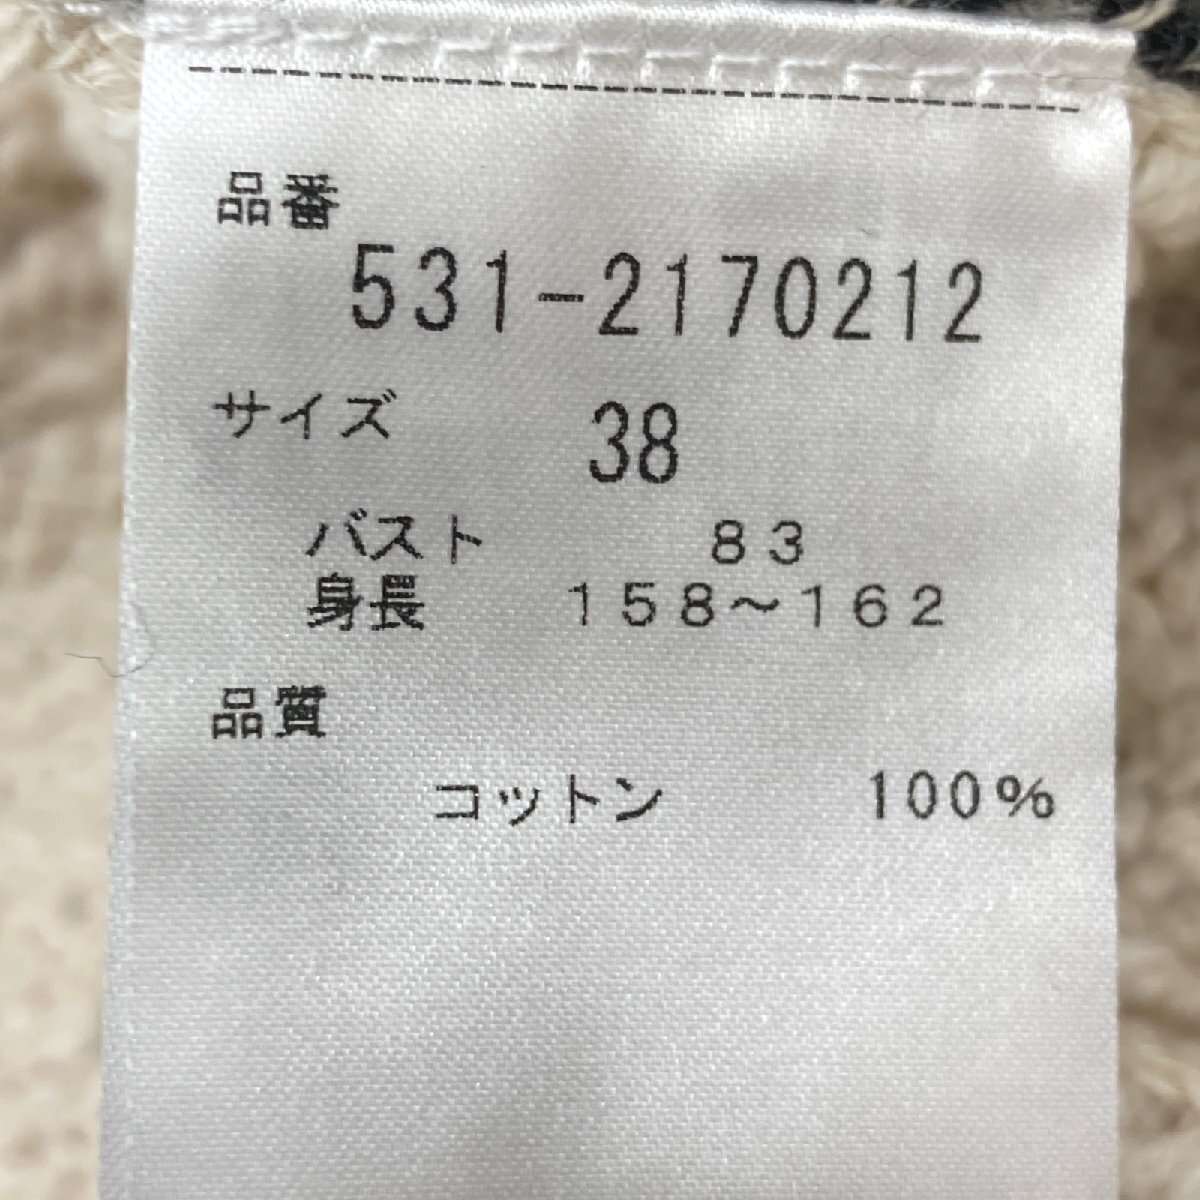 品番
531-2170212
サイズ 38
バスト 83
身長 158～162
品質
コットン 100%